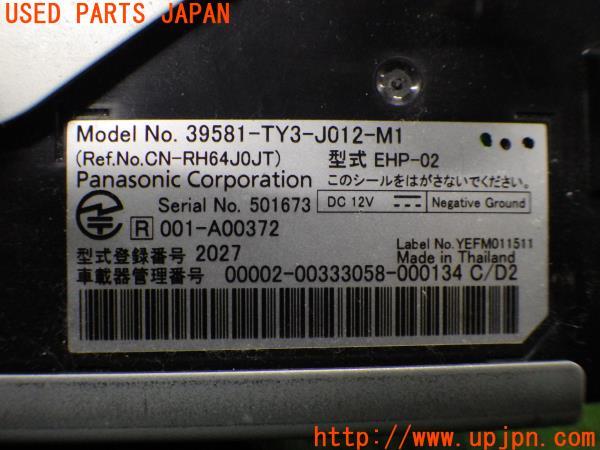 USED PARTS JAPAN
Model No. 39581-TY3-J012-M1
(Ref.No.CN-RH64J0JT) 型式 EHP-02
Panasonic Corporation このシールをはがさないでください
Serial No. 501673 DC 12V Negative Ground
R 001-A00372
Label No.YEFM011511
型式登録番号 2027 Made in Thailand
車載器管理番号 00002-00333058-000134 C/D2
UPJ
http://www.upjpn.com